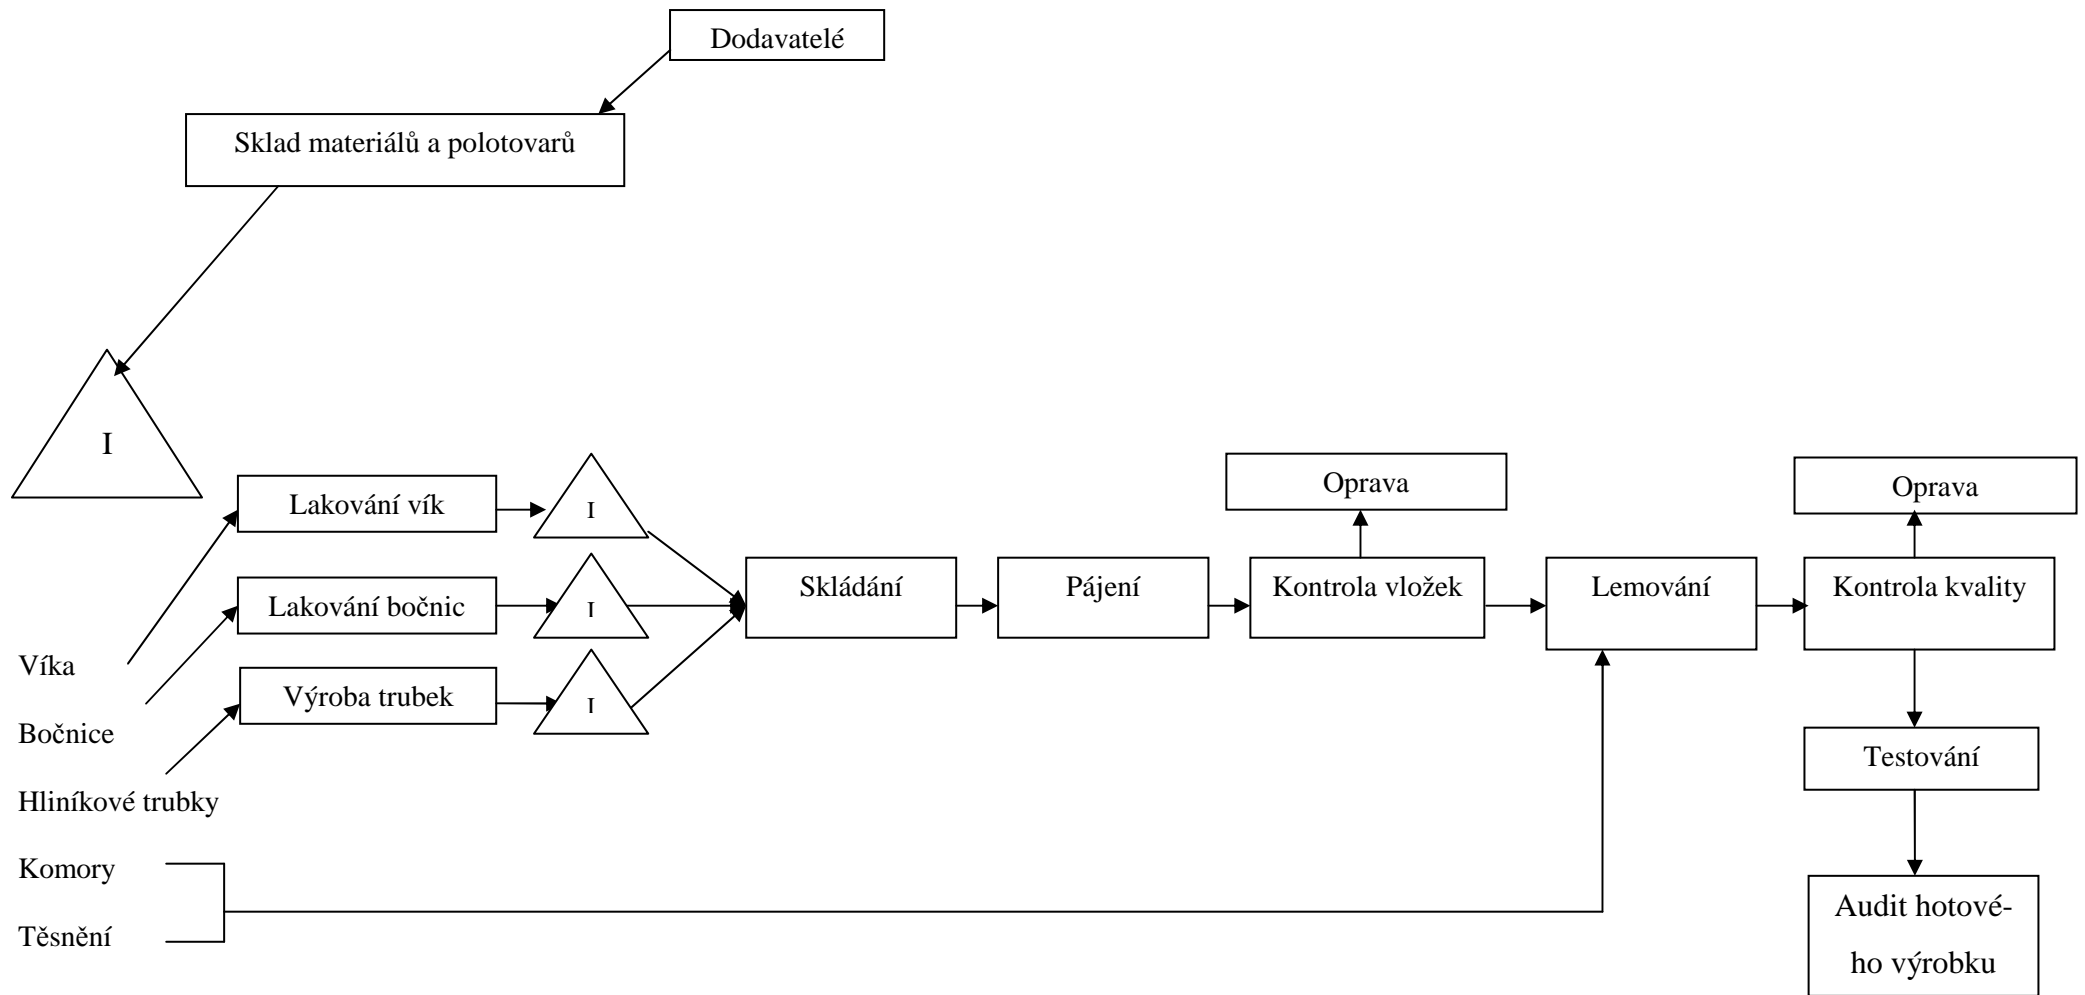 Dodavatelé
Sklad materiálů a polotovarů
I
Lakování vík
I
Oprava
Oprava
Lakování bočnic
I
Skládání
Pájení
Kontrola vložek
Lemování
Kontrola kvality
Víka
Výroba trubek
I
Bočnice
Testování
Hliníkové trubky
Komory
Těsnění
Audit hotové-
ho výrobku